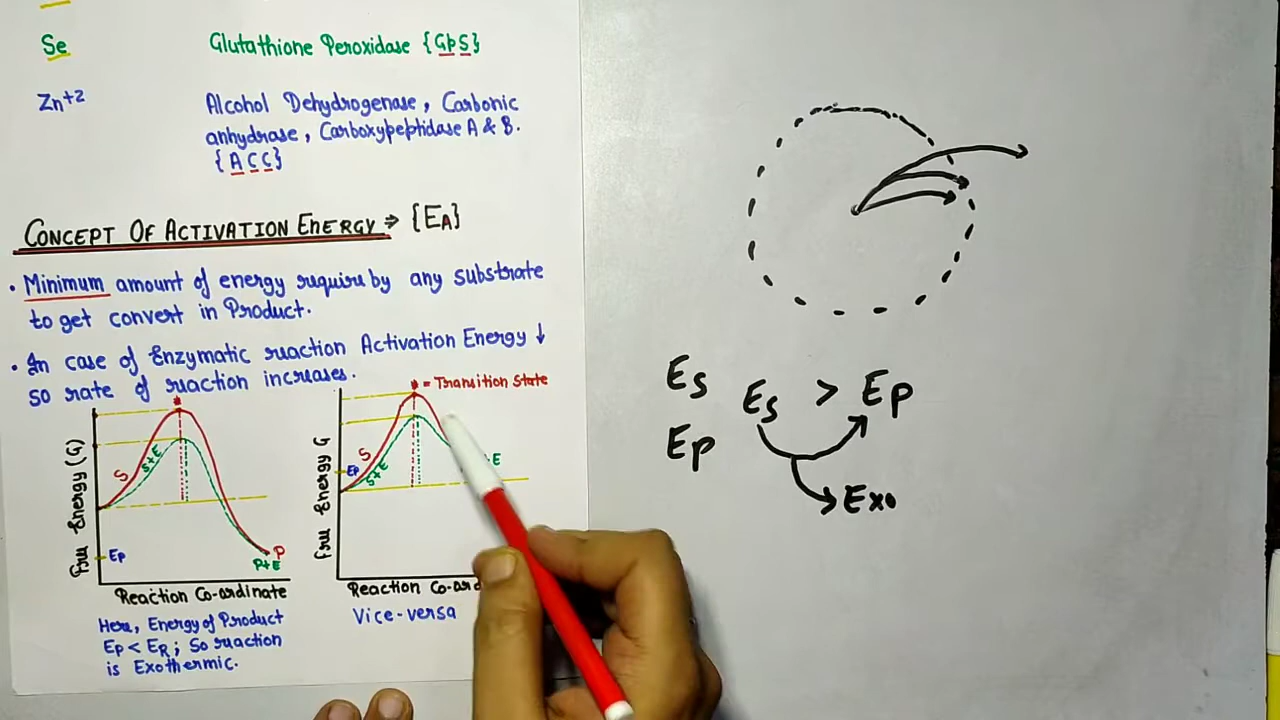 Se Glutathione Peroxidase {GPS}
Zn+2 Alcohol Dehydrogenase, Carbonic
anhydrase, Carboxypeptidase A & B.
{ACC}
CONCEPT OF ACTIVATION ENERGY → [EA}
• Minimum amount of energy require by any substrate
to get convert in Product.
• In case of Enzymatic reaction Activation Energy ↓
so rate of reaction increases.
* = Transition State
*
S
S+E
Free Energy (G)
Ep
P
P+E
Reaction Co-ordinate
Here, Energy of Product
Ep < ER; So reaction
is Exothermic.
S
S+E
Ep
E
Free Energy G
Reaction Co-ord
Vice-versa
Es
Ep
Es > Ep
Exo